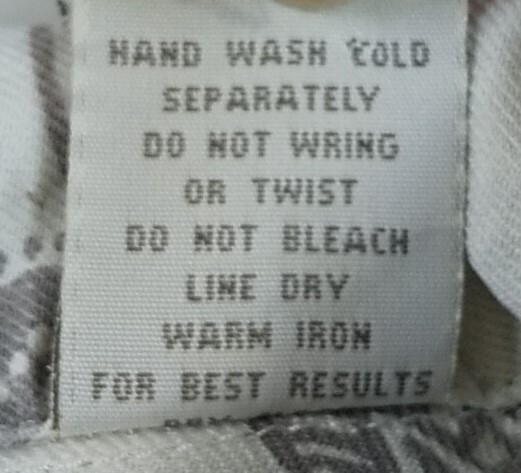 HAND WASH COLD
SEPARATELY
DO NOT WRING
OR TWIST
DO NOT BLEACH
LINE DRY
WARM IRON
FOR BEST RESULTS